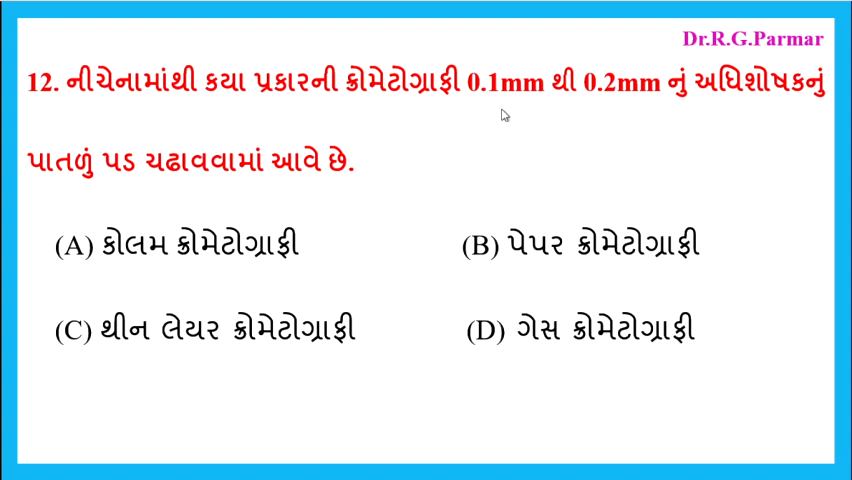 Dr.R.G.Parmar
12. નીચેનામાંથી કયા પ્રકારની ક્રોમેટોગ્રાફી 0.1mm થી 0.2mm નું અધિશોષકનું
પાતળું પડ ચઢાવવામાં આવે છે.
(A) કોલમ ક્રોમેટોગ્રાફી (B) પેપર ક્રોમેટોગ્રાફી
(C) થીન લેયર ક્રોમેટોગ્રાફી (D) ગેસ ક્રોમેટોગ્રાફી